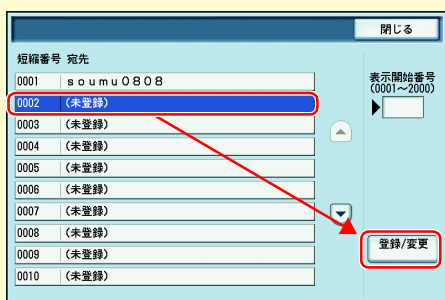 閉じる
短縮番号 宛先
0001 ｓｏｕｍｕ０８０８
0002 (未登録)
0003 (未登録)
0004 (未登録)
0005 (未登録)
0006 (未登録)
0007 (未登録)
0008 (未登録)
0009 (未登録)
0010 (未登録)
表示開始番号
(0001～2000)
登録/変更